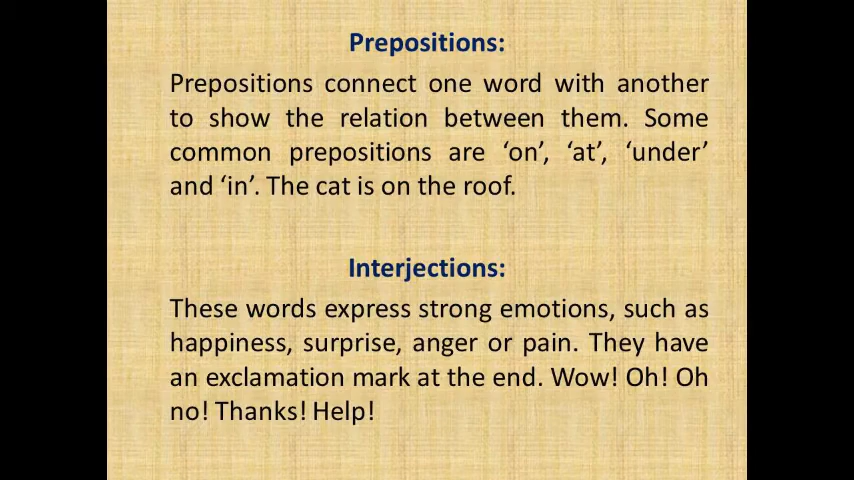 Prepositions:
Prepositions connect one word with another
to show the relation between them. Some
common prepositions are ‘on’, ‘at’, ‘under’
and ‘in’. The cat is on the roof.
Interjections:
These words express strong emotions, such as
happiness, surprise, anger or pain. They have
an exclamation mark at the end. Wow! Oh! Oh
no! Thanks! Help!